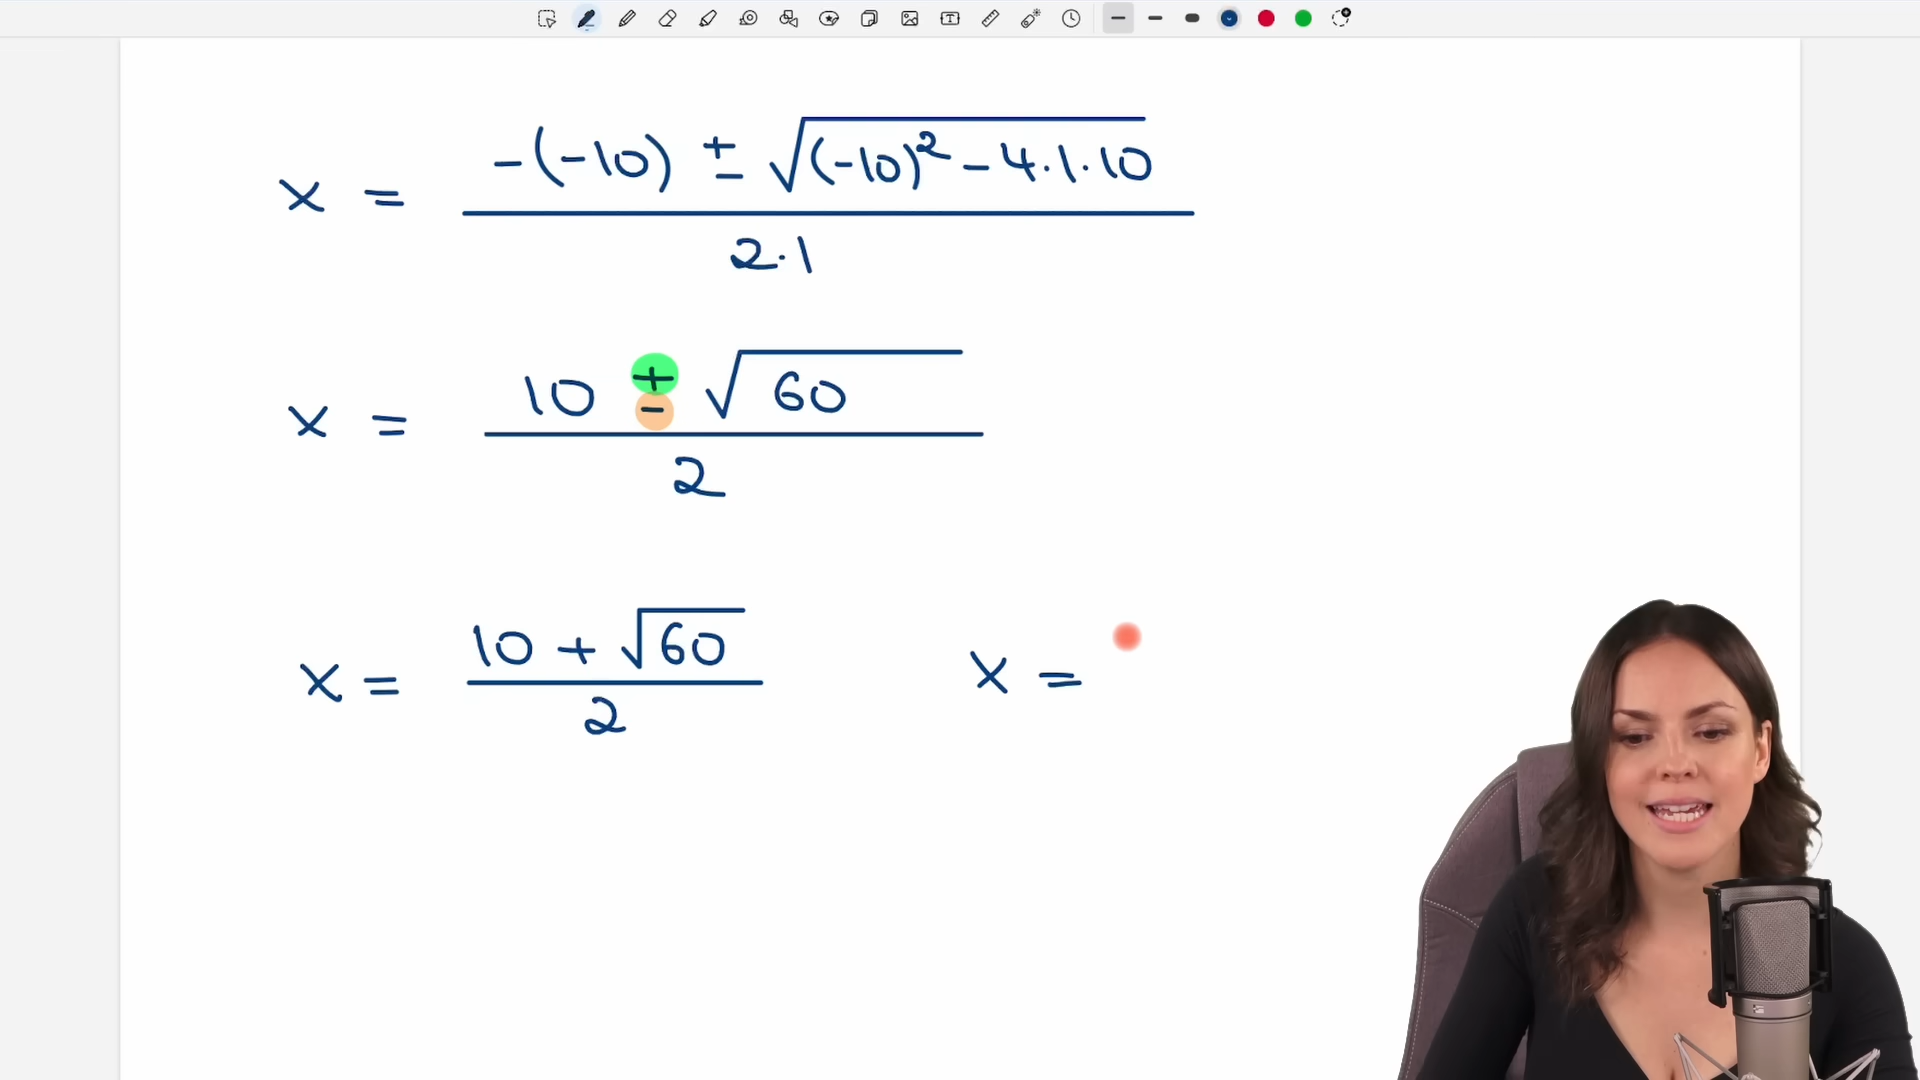 x = (-(-10) ± √((-10)² - 4·1·10)) / (2·1)
x = (10 ± √60) / 2
x = (10 + √60) / 2
x =